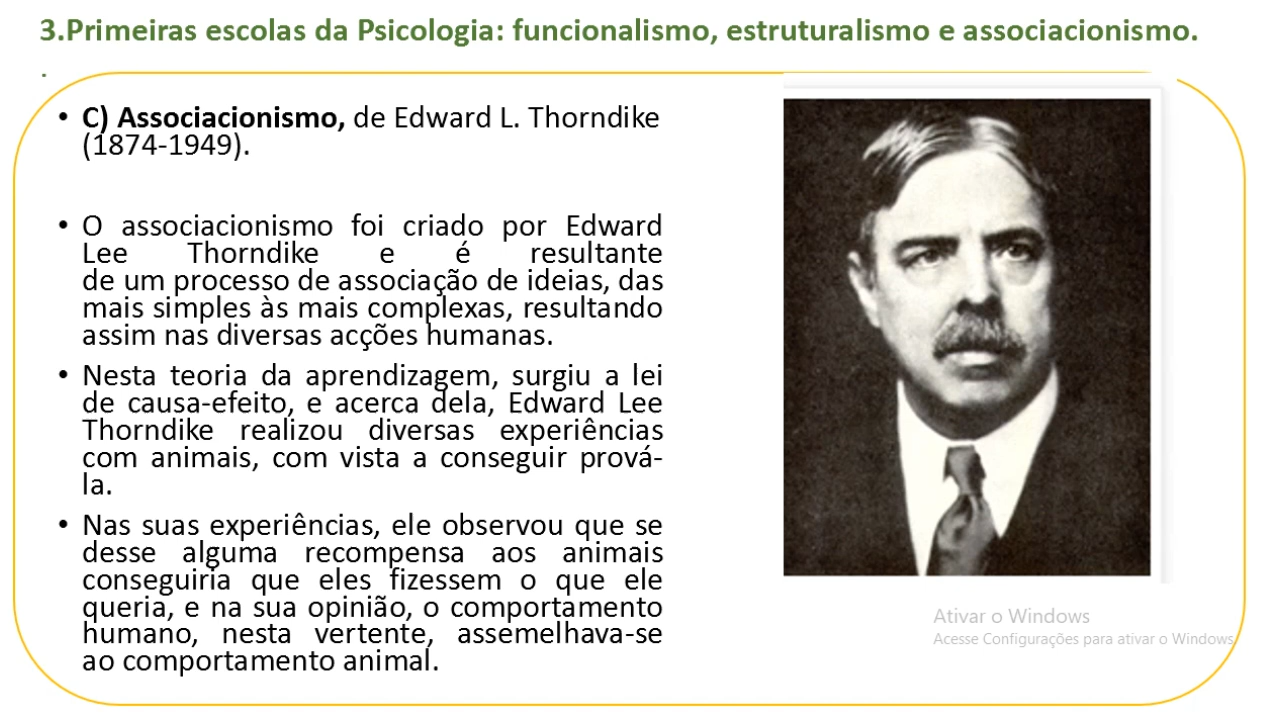 3.Primeiras escolas da Psicologia: funcionalismo, estruturalismo e associacionismo.
.
• C) Associacionismo, de Edward L. Thorndike
(1874-1949).
• O associacionismo foi criado por Edward
Lee Thorndike e é resultante
de um processo de associação de ideias, das
mais simples às mais complexas, resultando
assim nas diversas acções humanas.
• Nesta teoria da aprendizagem, surgiu a lei
de causa-efeito, e acerca dela, Edward Lee
Thorndike realizou diversas experiências
com animais, com vista a conseguir prová-
la.
• Nas suas experiências, ele observou que se
desse alguma recompensa aos animais
conseguiria que eles fizessem o que ele
queria, e na sua opinião, o comportamento
humano, nesta vertente, assemelhava-se
ao comportamento animal.
Ativar o Windows
Acesse Configurações para ativar o Windows